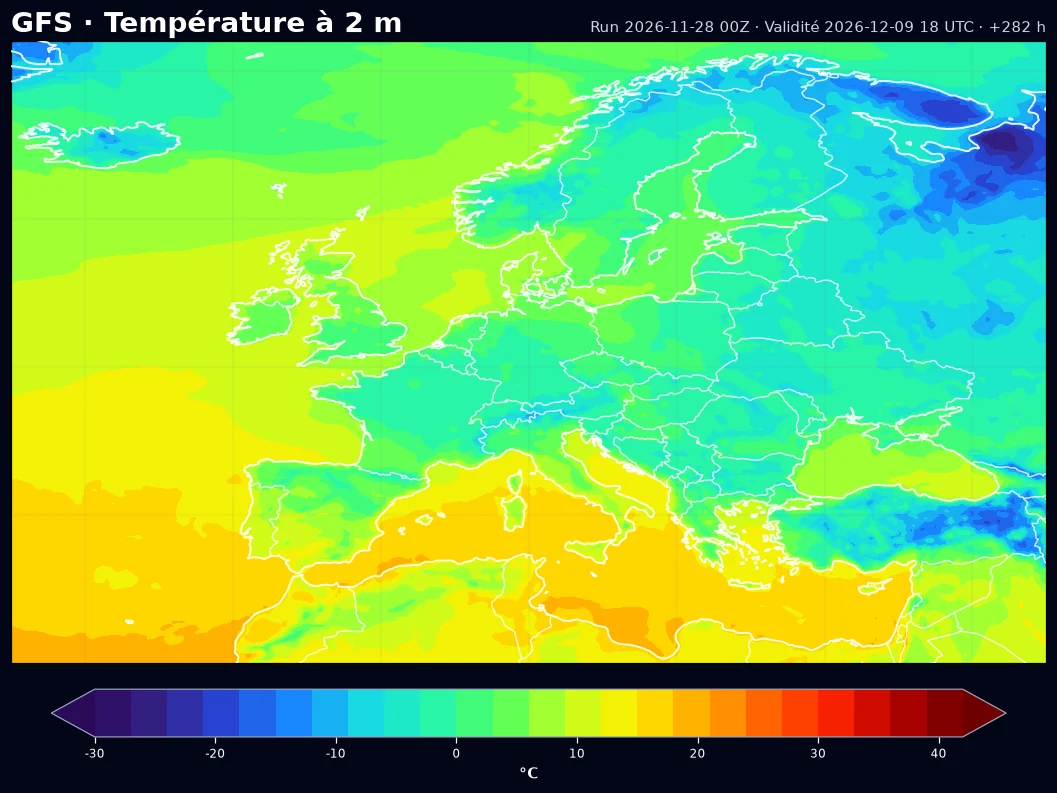 GFS · Température à 2 m
Run 2026-11-28 00Z · Validité 2026-12-09 18 UTC · +282 h
-30 -20 -10 0 10 20 30 40
°C